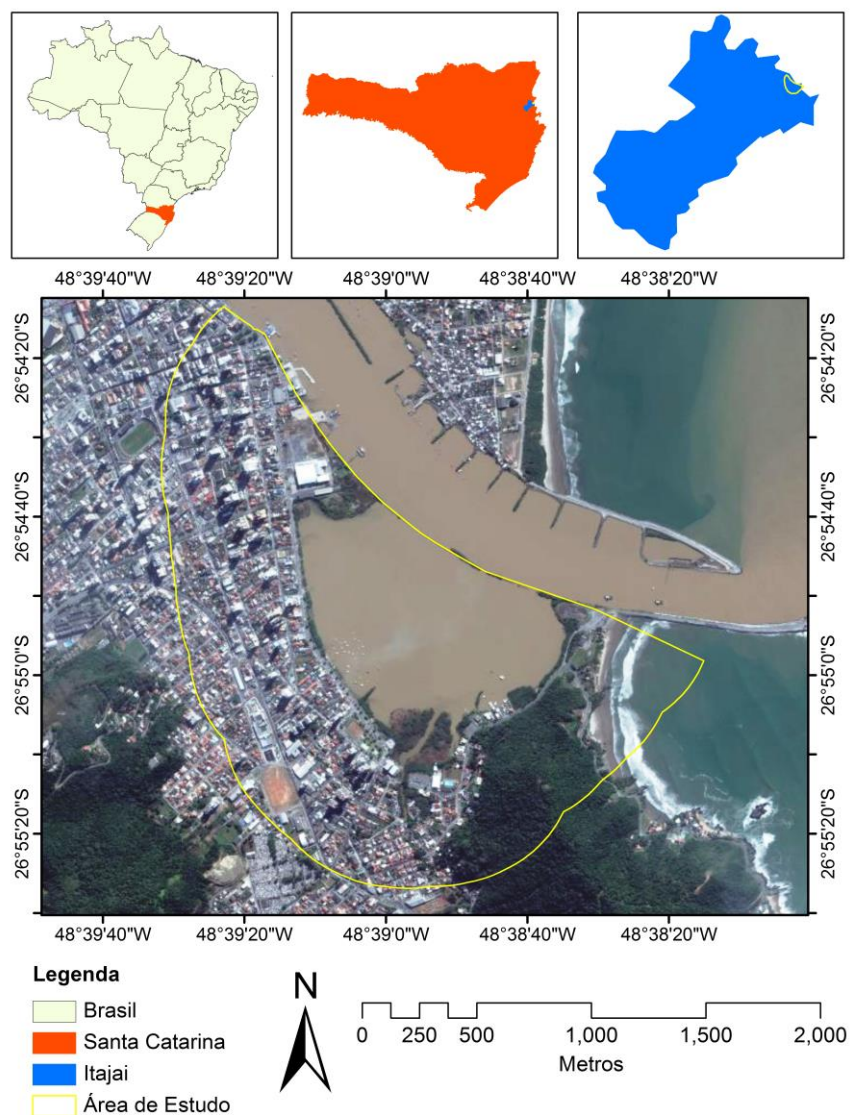 48°39'40"W 48°39'20"W 48°39'0"W 48°38'40"W 48°38'20"W
26°54'20"S 26°54'20"S
26°54'40"S 26°54'40"S
26°55'0"S 26°55'0"S
26°55'20"S 26°55'20"S
48°39'40"W 48°39'20"W 48°39'0"W 48°38'40"W 48°38'20"W
Legenda
Brasil
Santa Catarina
Itajai
Área de Estudo
N
0 250 500 1,000 1,500 2,000
Metros